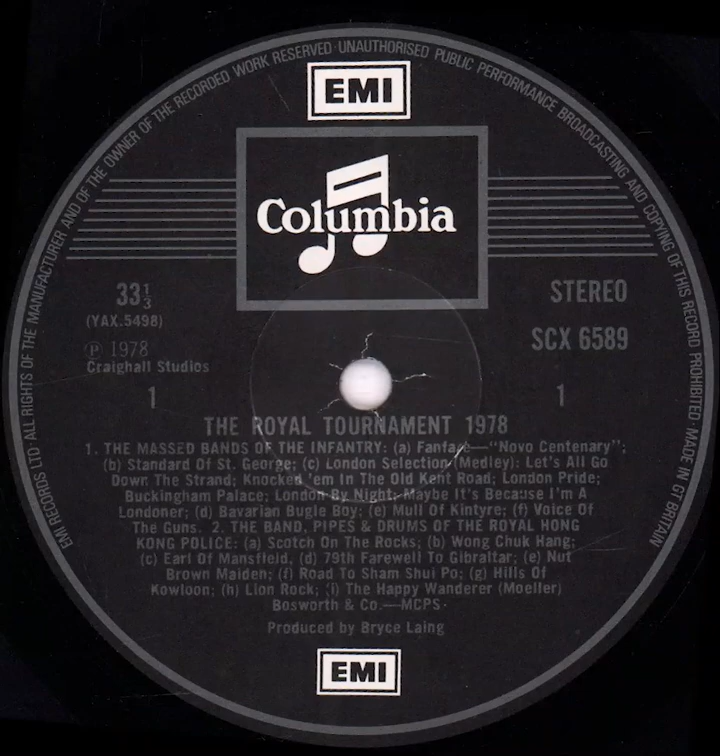 EMI RECORDS LTD·ALL RIGHTS OF THE MANUFACTURER AND OF THE OWNER OF THE RECORDED WORK RESERVED·UNAUTHORISED PUBLIC PERFORMANCE BROADCASTING AND COPYING OF THIS RECORD PROHIBITED·MADE IN GT BRITAIN
EMI
Columbia
33⅓
(YAX.5498)
℗ 1978
Craighall Studios
1
STEREO
SCX 6589
1
THE ROYAL TOURNAMENT 1978
1. THE MASSED BANDS OF THE INFANTRY: (a) Fanfare—"Novo Centenary";
(b) Standard Of St. George; (c) London Selection (Medley): Let's All Go
Down The Strand; Knocked 'em In The Old Kent Road; London Pride;
Buckingham Palace; London By Night; Maybe It's Because I'm A
Londoner; (d) Bavarian Bugle Boy; (e) Mull Of Kintyre; (f) Voice Of
The Guns. 2. THE BAND, PIPES & DRUMS OF THE ROYAL HONG
KONG POLICE: (a) Scotch On The Rocks; (b) Wong Chuk Hang;
(c) Earl Of Mansfield, (d) 79th Farewell To Gibraltar; (e) Nut
Brown Maiden; (f) Road To Sham Shui Po; (g) Hills Of
Kowloon; (h) Lion Rock; (i) The Happy Wanderer (Moeller)
Bosworth & Co.—MCPS·
Produced by Bryce Laing
EMI